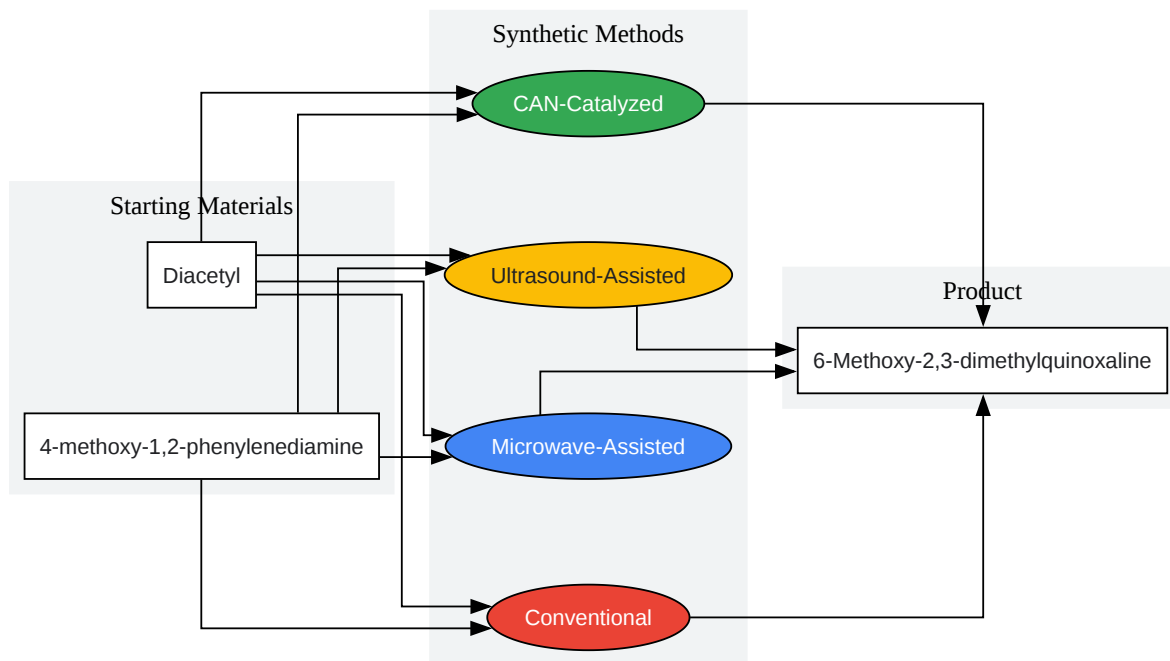 Synthetic Methods
CAN-Catalyzed
Starting Materials
Diacetyl
Ultrasound-Assisted
Product
6-Methoxy-2,3-dimethylquinoxaline
4-methoxy-1,2-phenylenediamine
Microwave-Assisted
Conventional